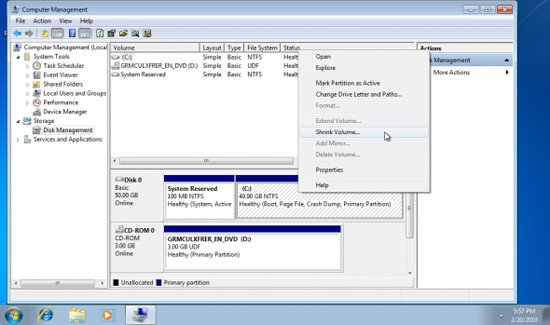 Computer Management
File Action View Help
Computer Management (Local
System Tools
Task Scheduler
Event Viewer
Shared Folders
Local Users and Groups
Performance
Device Manager
Storage
Disk Management
Services and Applications
Volume Layout Type File System Status
(C:) Simple Basic NTFS
GRMCULXFRER_EN_DVD (D:) Simple Basic UDF
System Reserved Simple Basic NTFS
Open
Explore
Mark Partition as Active
Change Drive Letter and Paths...
Format...
Extend Volume...
Shrink Volume...
Add Mirror...
Delete Volume...
Properties
Help
Actions
Disk Management
More Actions
Disk 0
Basic
50.00 GB
Online
System Reserved
100 MB NTFS
Healthy (System, Active
(C:)
49.90 GB NTFS
Healthy (Boot, Page File, Crash Dump, Primary Partition)
CD-ROM 0
CD-ROM
3.00 GB
Online
GRMCULXFRER_EN_DVD (D:)
3.00 GB UDF
Healthy (Primary Partition)
Unallocated Primary partition
5:57 PM
2/20/2010